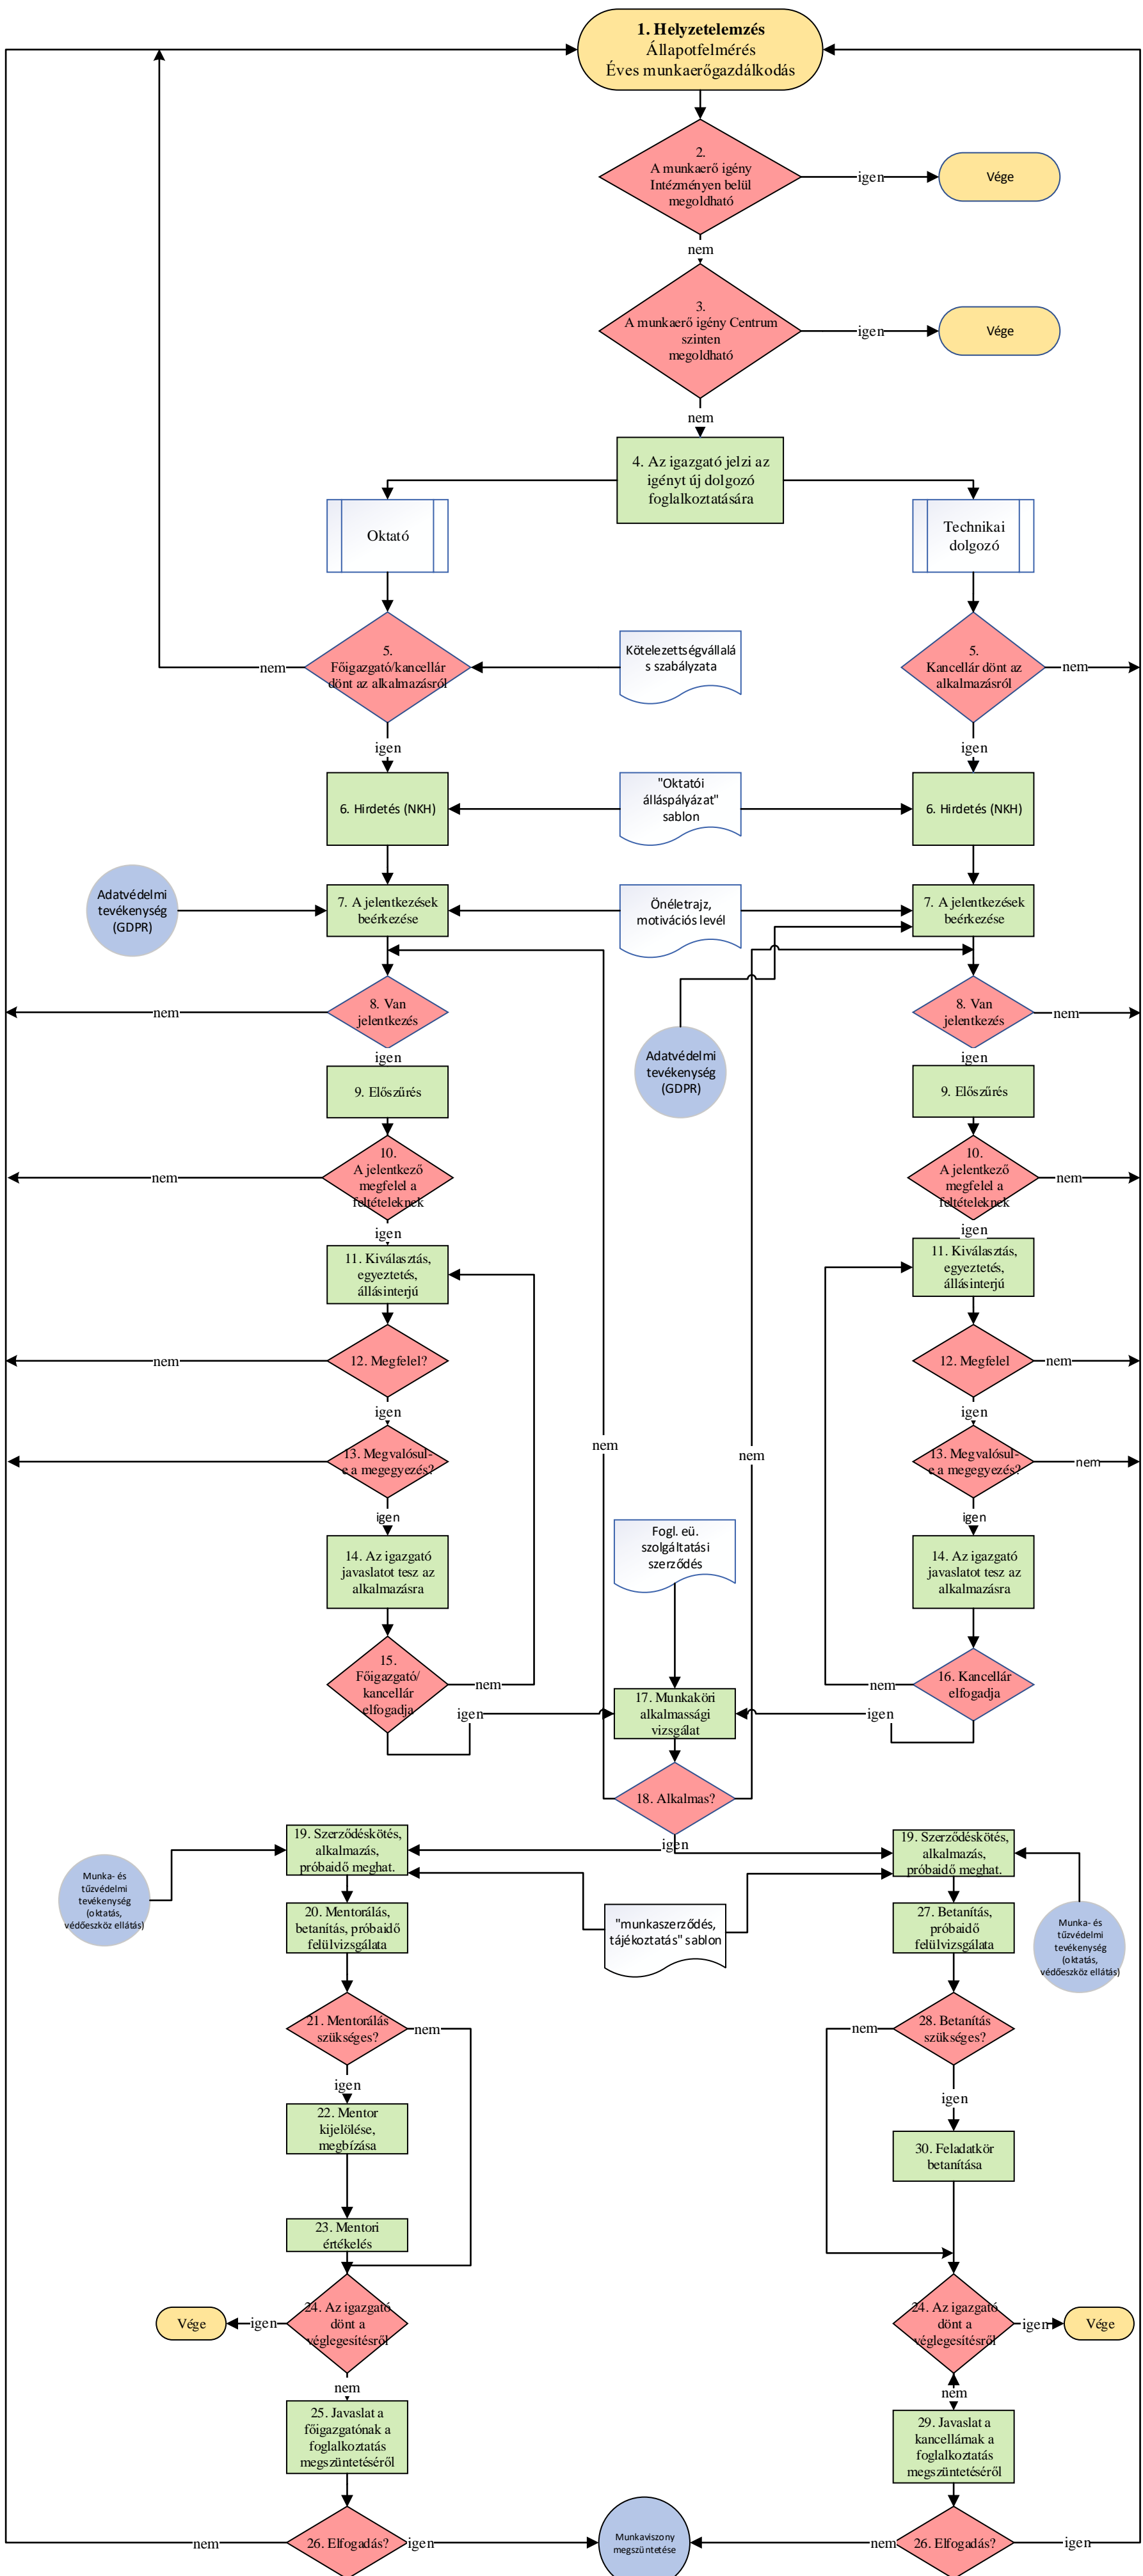 1. Helyzetelemzés
Állapotfelmérés
Éves munkaerőgazdálkodás
2.
A munkaerő igény
Intézményen belül
megoldható
igen
Vége
nem
3.
A munkaerő igény Centrum
szinten
megoldható
igen
Vége
nem
4. Az igazgató jelzi az
igényt új dolgozó
foglalkoztatására
Oktató
Technikai
dolgozó
5.
Főigazgató/kancellár
dönt az alkalmazásról
nem
Kötelezettségvállalá
s szabályzata
5.
Kancellár dönt az
alkalmazásról
nem
igen
igen
6. Hirdetés (NKH)
"Oktatói
álláspályázat"
sablon
6. Hirdetés (NKH)
Adatvédelmi
tevékenység
(GDPR)
7. A jelentkezések
beérkezése
Önéletrajz,
motivációs levél
7. A jelentkezések
beérkezése
nem
8. Van
jelentkezés
8. Van
jelentkezés
nem
igen
Adatvédelmi
tevékenység
(GDPR)
igen
9. Előszűrés
9. Előszűrés
nem
10.
A jelentkező
megfelel a
feltételeknek
10.
A jelentkező
megfelel a
feltételeknek
nem
igen
igen
11. Kiválasztás,
egyeztetés,
állásinterjú
11. Kiválasztás,
egyeztetés,
állásinterjú
nem
12. Megfelel?
12. Megfelel
nem
igen
igen
13. Megvalósul-
e a megegyezés?
nem
nem
13. Megvalósul-
e a megegyezés?
nem
igen
igen
14. Az igazgató
javaslatot tesz az
alkalmazásra
Fogl. eü.
szolgáltatási
szerződés
14. Az igazgató
javaslatot tesz az
alkalmazásra
15.
Főigazgató/
kancellár
elfogadja
nem
nem
16. Kancellár
elfogadja
igen
17. Munkaköri
alkalmassági
vizsgálat
igen
18. Alkalmas?
igen
19. Szerződéskötés,
alkalmazás,
próbaidő meghat.
19. Szerződéskötés,
alkalmazás,
próbaidő meghat.
Munka- és
tűzvédelmi
tevékenység
(oktatás,
védőeszköz ellátás)
20. Mentorálás,
betanítás, próbaidő
felülvizsgálata
"munkaszerződés,
tájékoztatás" sablon
27. Betanítás,
próbaidő
felülvizsgálata
Munka- és
tűzvédelmi
tevékenység
(oktatás,
védőeszköz ellátás)
21. Mentorálás
szükséges?
nem
nem
28. Betanítás
szükséges?
igen
igen
22. Mentor
kijelölése,
megbízása
30. Feladatkör
betanítása
23. Mentori
értékelés
Vége
igen
24. Az igazgató
dönt a
véglegesítésről
24. Az igazgató
dönt a
véglegesítésről
igen
Vége
nem
nem
25. Javaslat a
főigazgatónak a
foglalkoztatás
megszüntetéséről
29. Javaslat a
kancellárnak a
foglalkoztatás
megszüntetéséről
nem
26. Elfogadás?
igen
Munkaviszony
megszüntetése
nem
26. Elfogadás?
igen